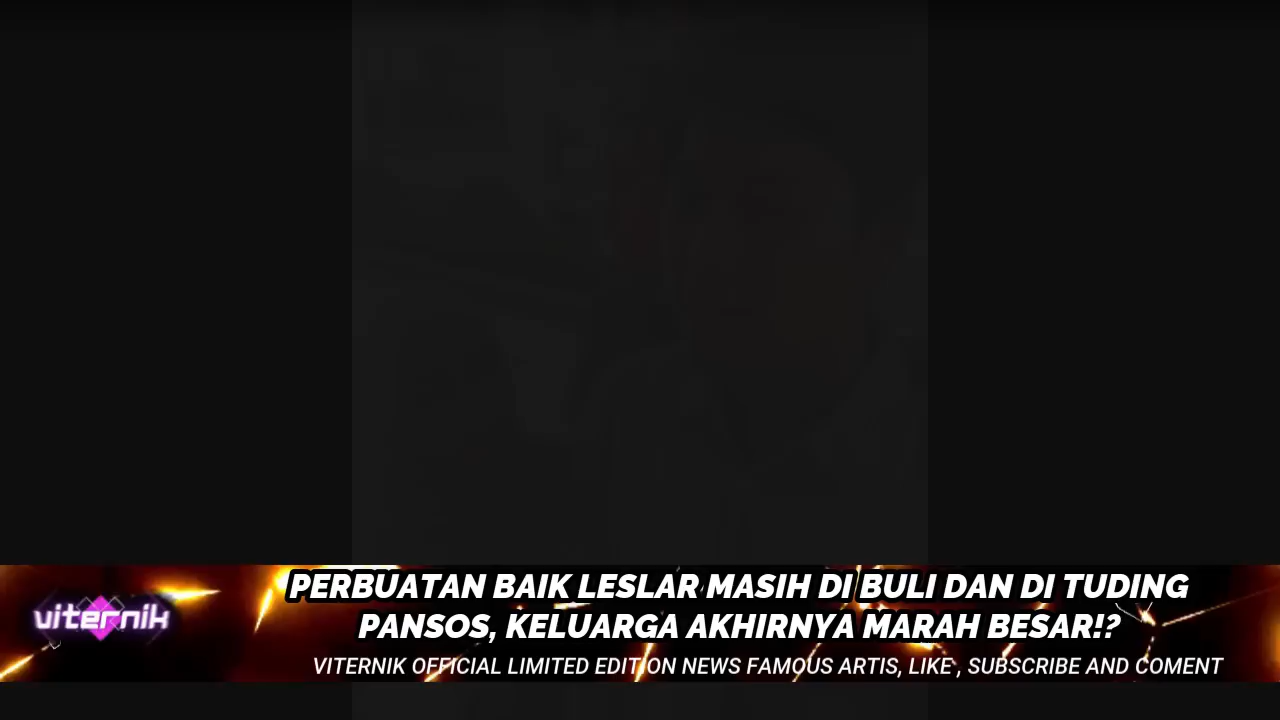 PERBUATAN BAIK LESLAR MASIH DI BULI DAN DI TUDING
PANSOS, KELUARGA AKHIRNYA MARAH BESAR!?
viternik
VITERNIK OFFICIAL LIMITED EDITION NEWS FAMOUS ARTIS, LIKE , SUBSCRIBE AND COMENT